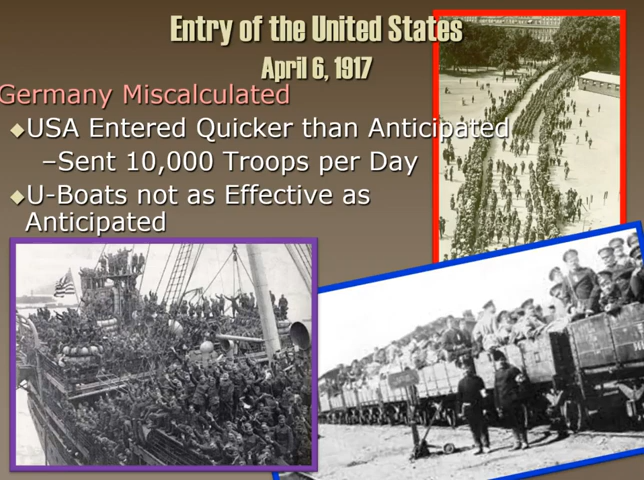 Entry of the United States
April 6, 1917
Germany Miscalculated
◆USA Entered Quicker than Anticipated
–Sent 10,000 Troops per Day
◆U-Boats not as Effective as
Anticipated